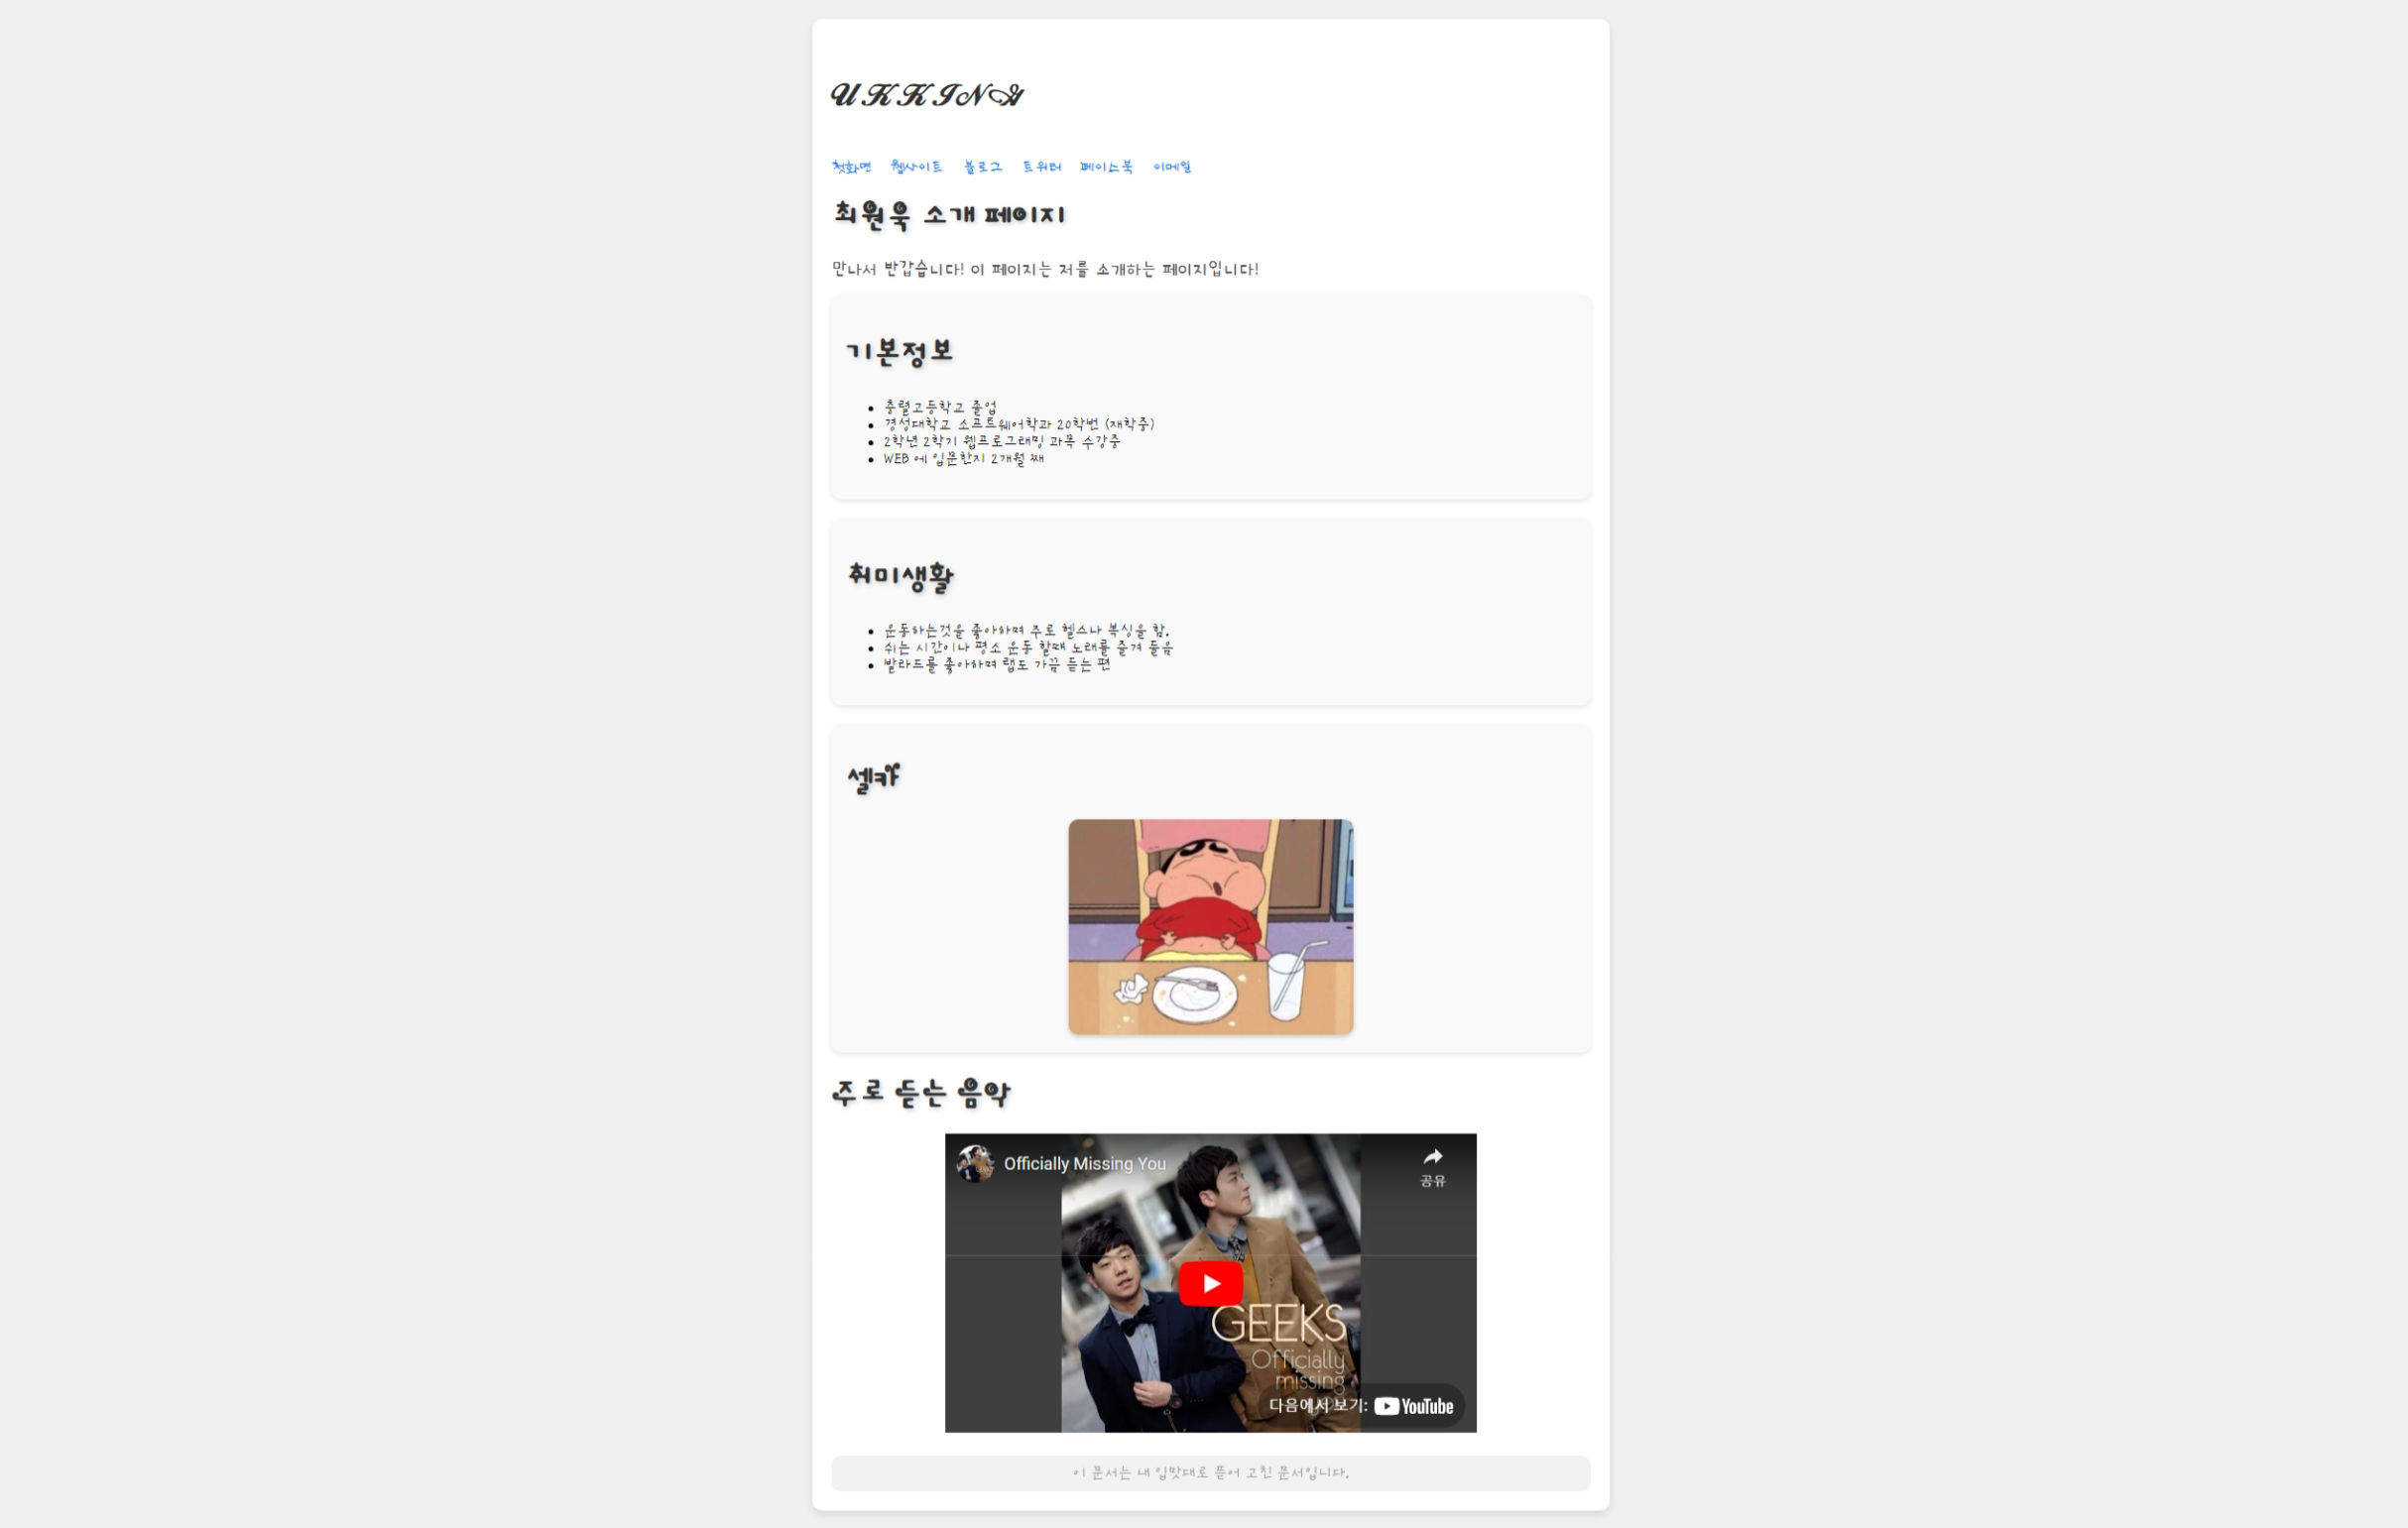 UKKINGA
첫화면 웹사이트 블로그 트위터 페이스북 이메일
최원욱 소개 페이지
만나서 반갑습니다! 이 페이지는 저를 소개하는 페이지입니다!
기본정보
충렬고등학교 졸업
경성대학교 소프트웨어학과 20학번 (재학중)
2학년 2학기 웹프로그래밍 과목 수강중
WEB 에 입문한지 2개월 째
취미생활
운동하는것을 좋아하며 주로 헬스나 복싱을 함.
쉬는 시간이나 평소 운동 할때 노래를 즐겨 들음
발라드를 좋아하며 랩도 가끔 듣는 편
셀캬
주로 듣는 음악
Officially Missing You
공유
GEEKS
Officially
missing
다음에서 보기: YouTube
이 문서는 내 입맛대로 뜯어 고친 문서입니다.